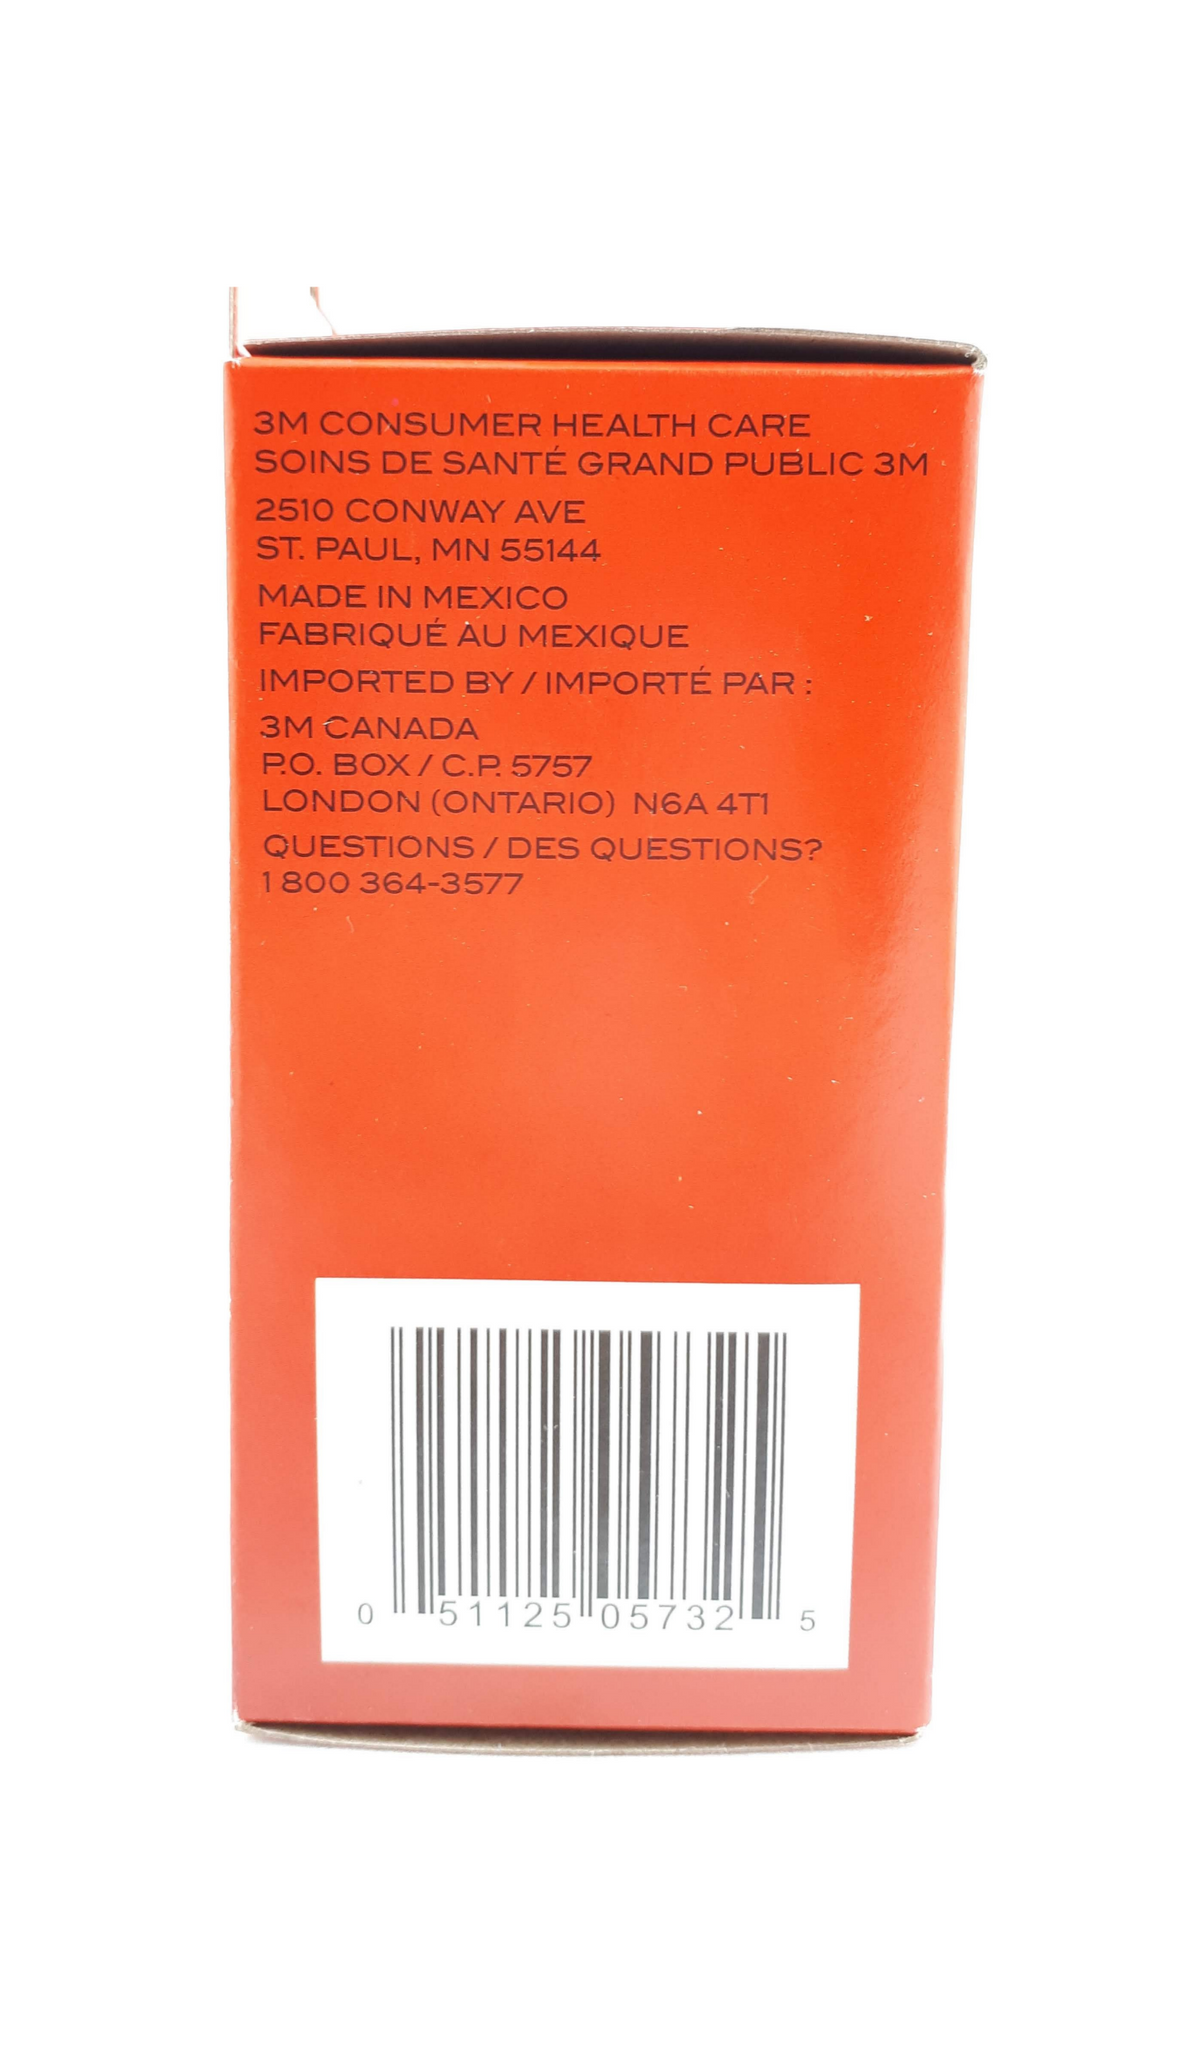 3M CONSUMER HEALTH CARE
SOINS DE SANTÉ GRAND PUBLIC 3M
2510 CONWAY AVE
ST. PAUL, MN 55144
MADE IN MEXICO
FABRIQUÉ AU MEXIQUE
IMPORTED BY / IMPORTÉ PAR :
3M CANADA
P.O. BOX / C.P. 5757
LONDON (ONTARIO) N6A 4T1
QUESTIONS / DES QUESTIONS?
1 800 364-3577
0 51125 05732 5